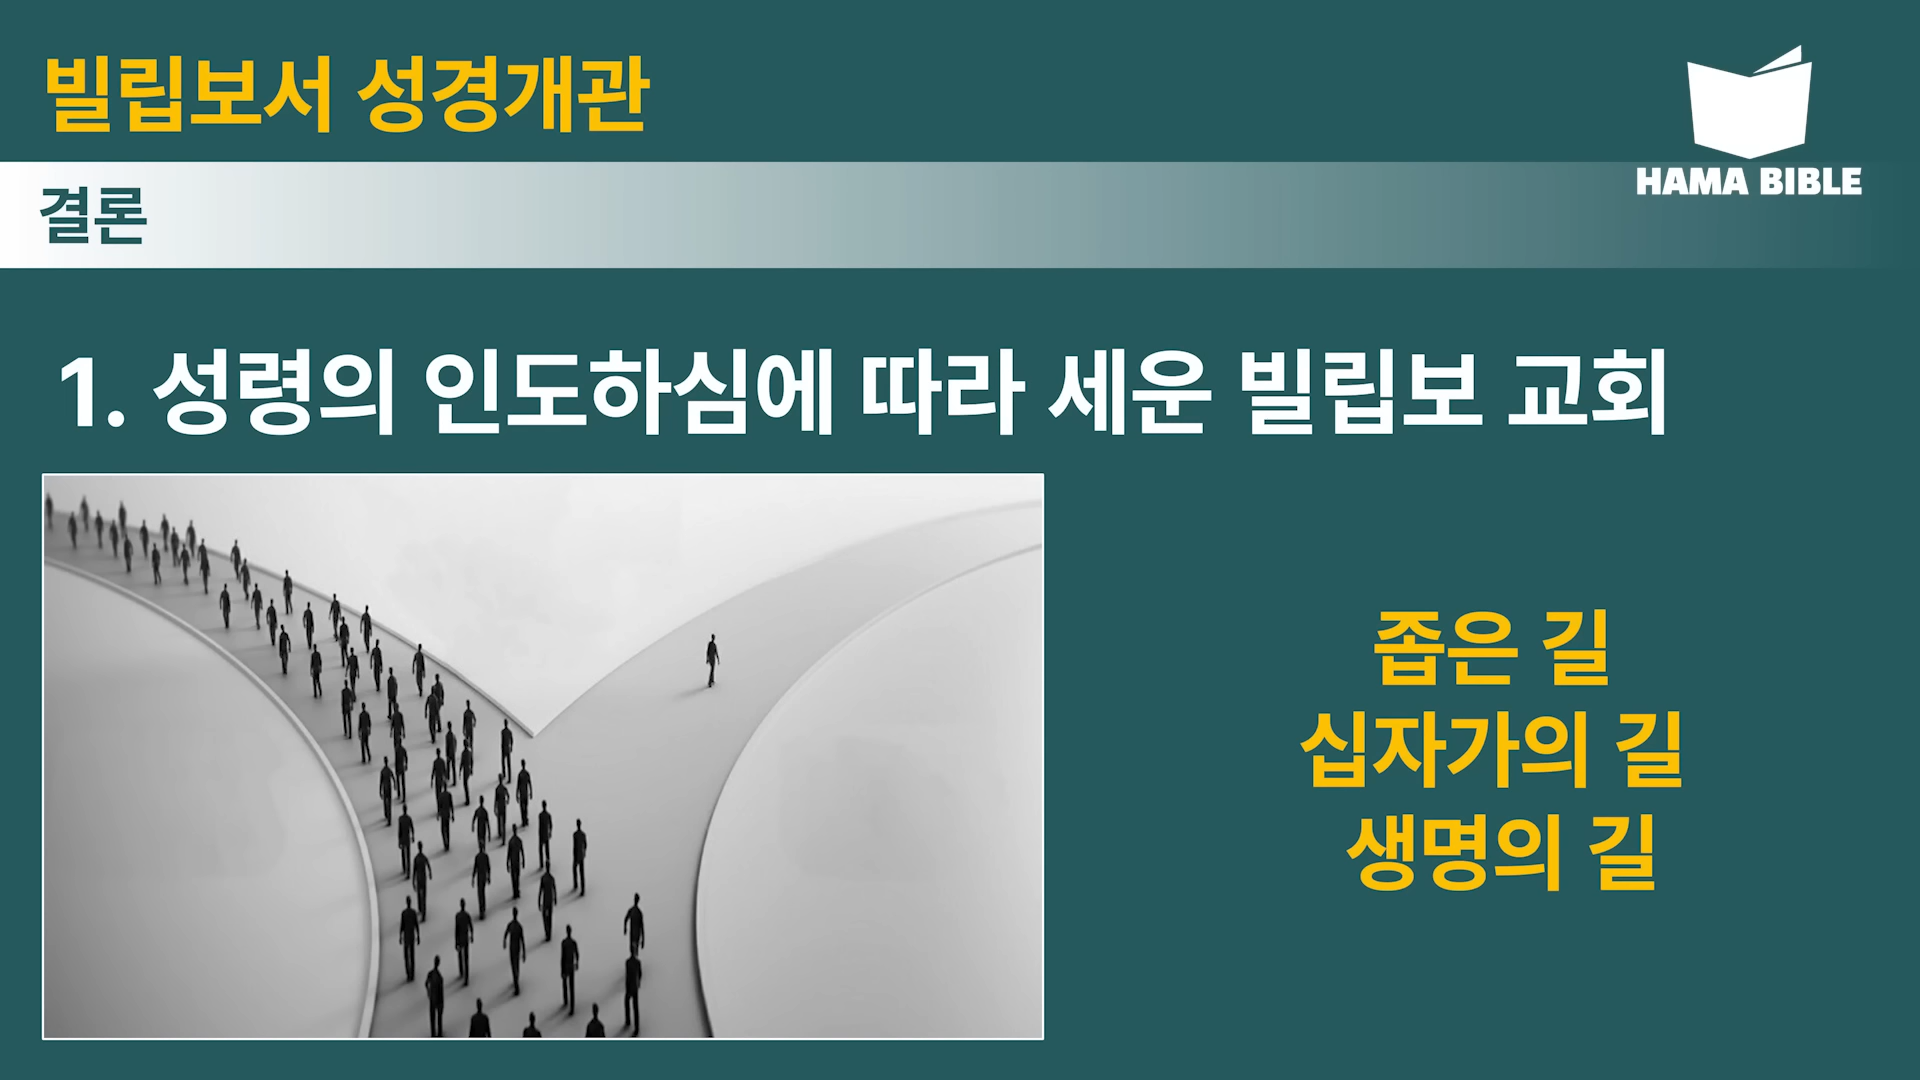 빌립보서 성경개관
HAMA BIBLE
결론
1. 성령의 인도하심에 따라 세운 빌립보 교회
좁은 길
십자가의 길
생명의 길